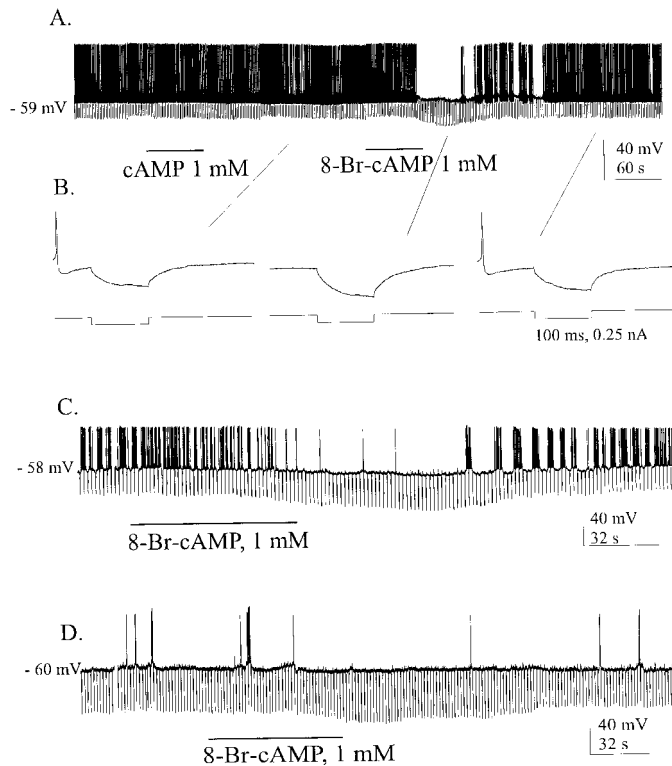 A.
- 59 mV
cAMP 1 mM
8-Br-cAMP 1 mM
40 mV
60 s
B.
100 ms, 0.25 nA
C.
- 58 mV
8-Br-cAMP, 1 mM
40 mV
32 s
D.
- 60 mV
8-Br-cAMP, 1 mM
40 mV
32 s